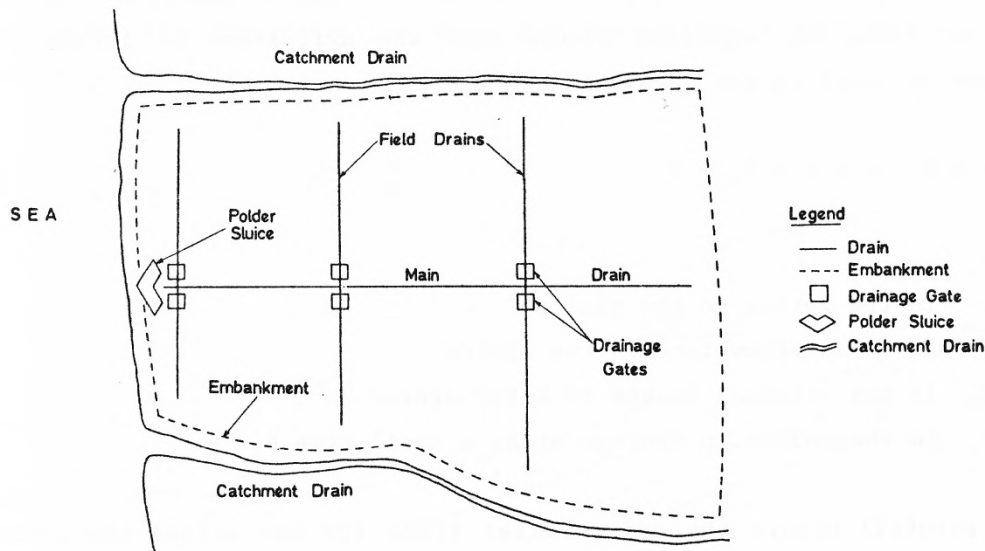 Catchment Drain
Field Drains
SEA
Polder
Sluice
Main Drain
Drainage
Gates
Embankment
Catchment Drain
Legend
Drain
Embankment
Drainage Gate
Polder Sluice
Catchment Drain